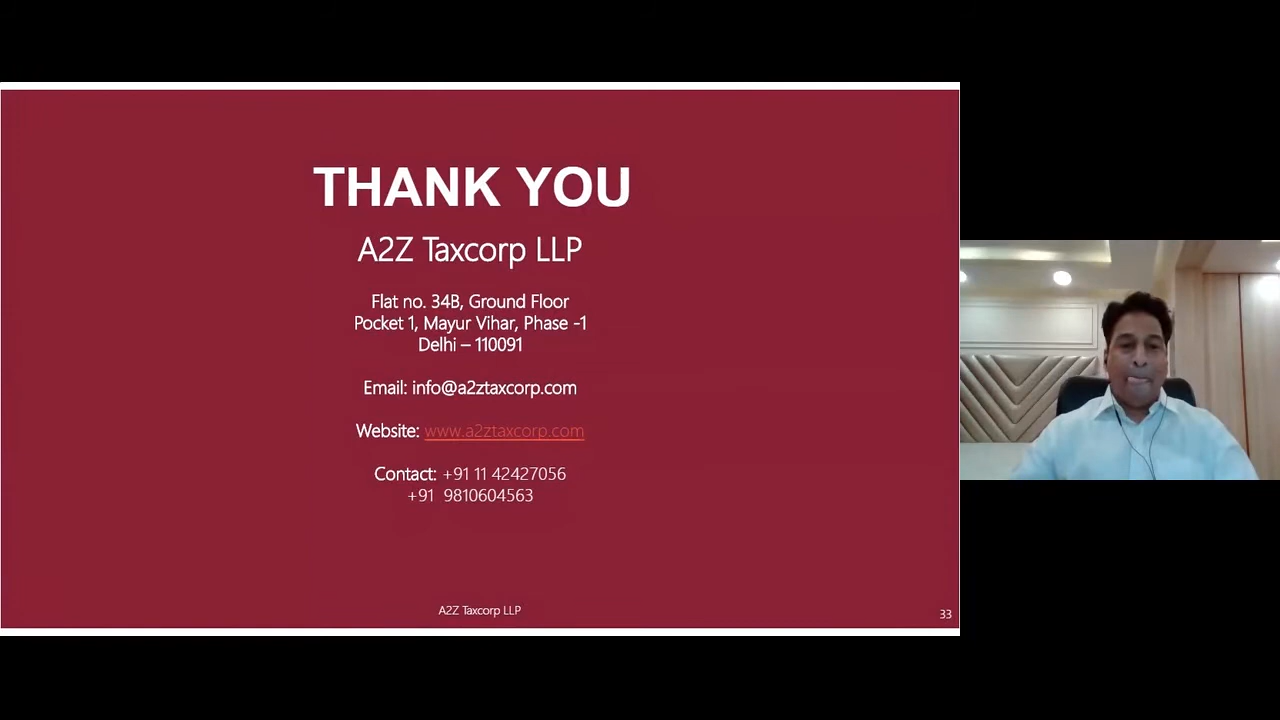 THANK YOU
A2Z Taxcorp LLP
Flat no. 34B, Ground Floor
Pocket 1, Mayur Vihar, Phase -1
Delhi – 110091
Email: info@a2ztaxcorp.com
Website: www.a2ztaxcorp.com
Contact: +91 11 42427056
+91  9810604563
A2Z Taxcorp LLP
33